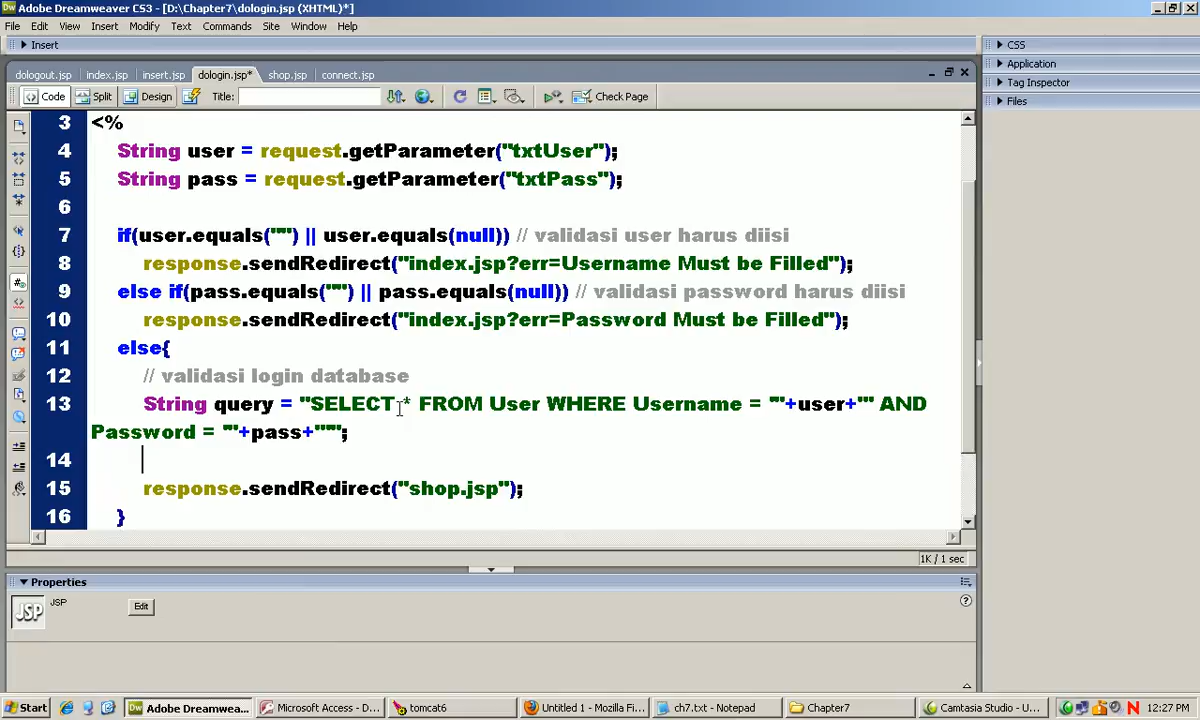 Adobe Dreamweaver CS3 - [D:\Chapter7\dologin.jsp (XHTML)*]
File Edit View Insert Modify Text Commands Site Window Help
Insert
dologout.jsp index.jsp insert.jsp dologin.jsp* shop.jsp connect.jsp
Code Split Design Title: Check Page
CSS
Application
Tag Inspector
Files
3 <%
4 String user = request.getParameter("txtUser");
5 String pass = request.getParameter("txtPass");
6
7 if(user.equals("") || user.equals(null)) // validasi user harus diisi
8 response.sendRedirect("index.jsp?err=Username Must be Filled");
9 else if(pass.equals("") || pass.equals(null)) // validasi password harus diisi
10 response.sendRedirect("index.jsp?err=Password Must be Filled");
11 else{
12 // validasi login database
13 String query = "SELECT * FROM User WHERE Username = '"+user+"' AND
Password = '"+pass+"'";
14
15 response.sendRedirect("shop.jsp");
16 }
1K / 1 sec
Properties
JSP JSP Edit
Start Adobe Dreamwea... Microsoft Access - D... tomcat6 Untitled 1 - Mozilla Fi... ch7.txt - Notepad Chapter7 Camtasia Studio - U... 12:27 PM